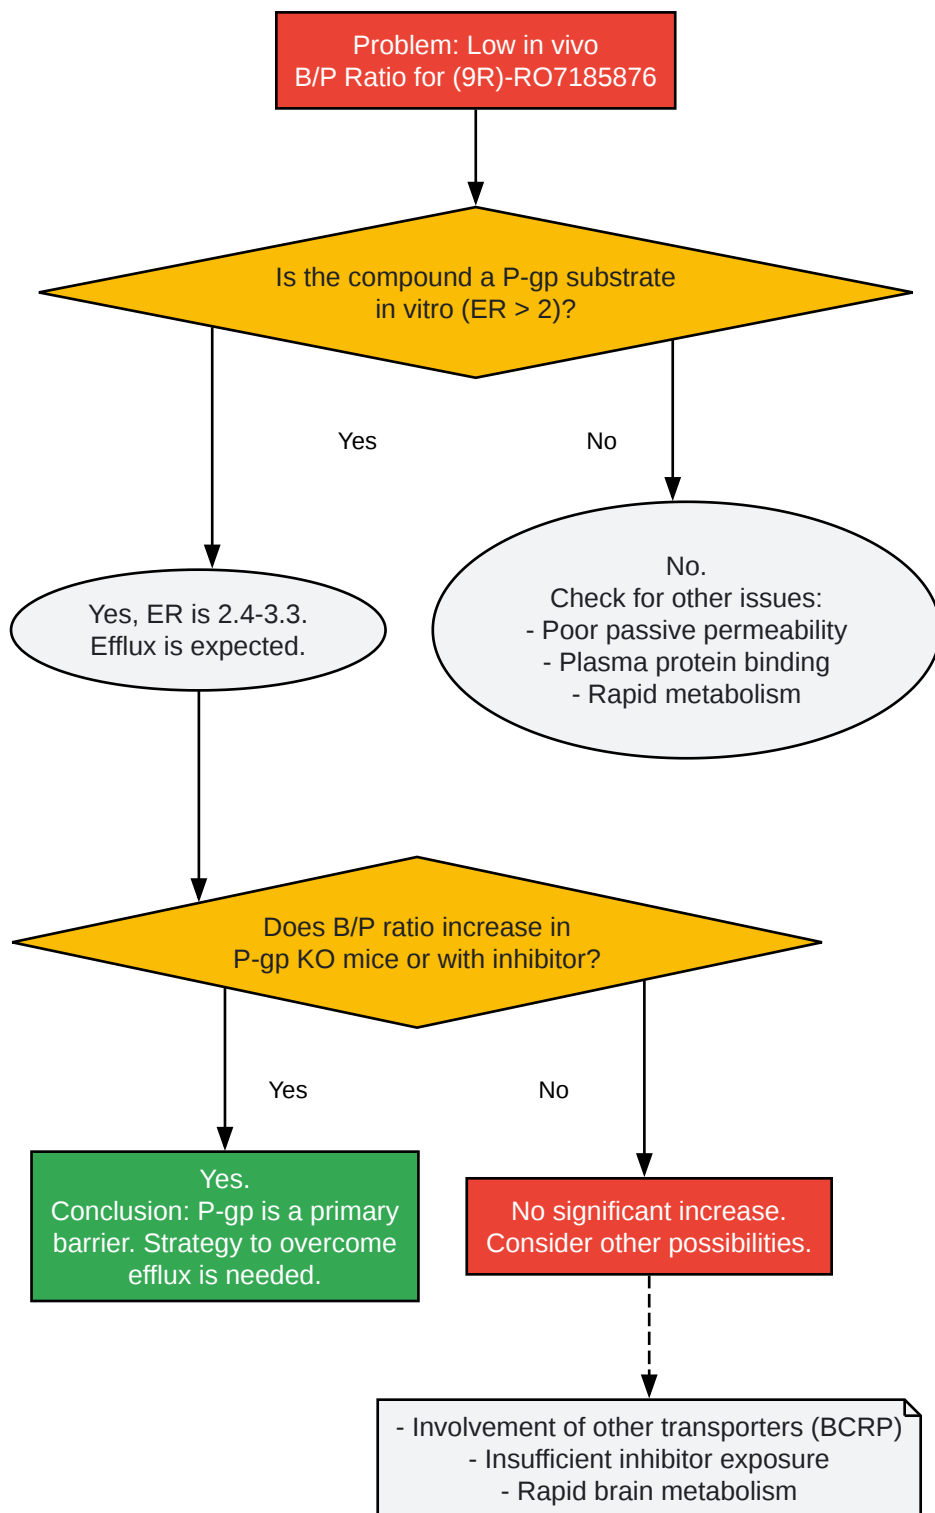 Problem: Low in vivo
B/P Ratio for (9R)-RO7185876
Is the compound a P-gp substrate
in vitro (ER > 2)?
Yes
No
Yes, ER is 2.4-3.3.
Efflux is expected.
No.
Check for other issues:
- Poor passive permeability
- Plasma protein binding
- Rapid metabolism
Does B/P ratio increase in
P-gp KO mice or with inhibitor?
Yes
No
Yes.
Conclusion: P-gp is a primary
barrier. Strategy to overcome
efflux is needed.
No significant increase.
Consider other possibilities.
- Involvement of other transporters (BCRP)
- Insufficient inhibitor exposure
- Rapid brain metabolism